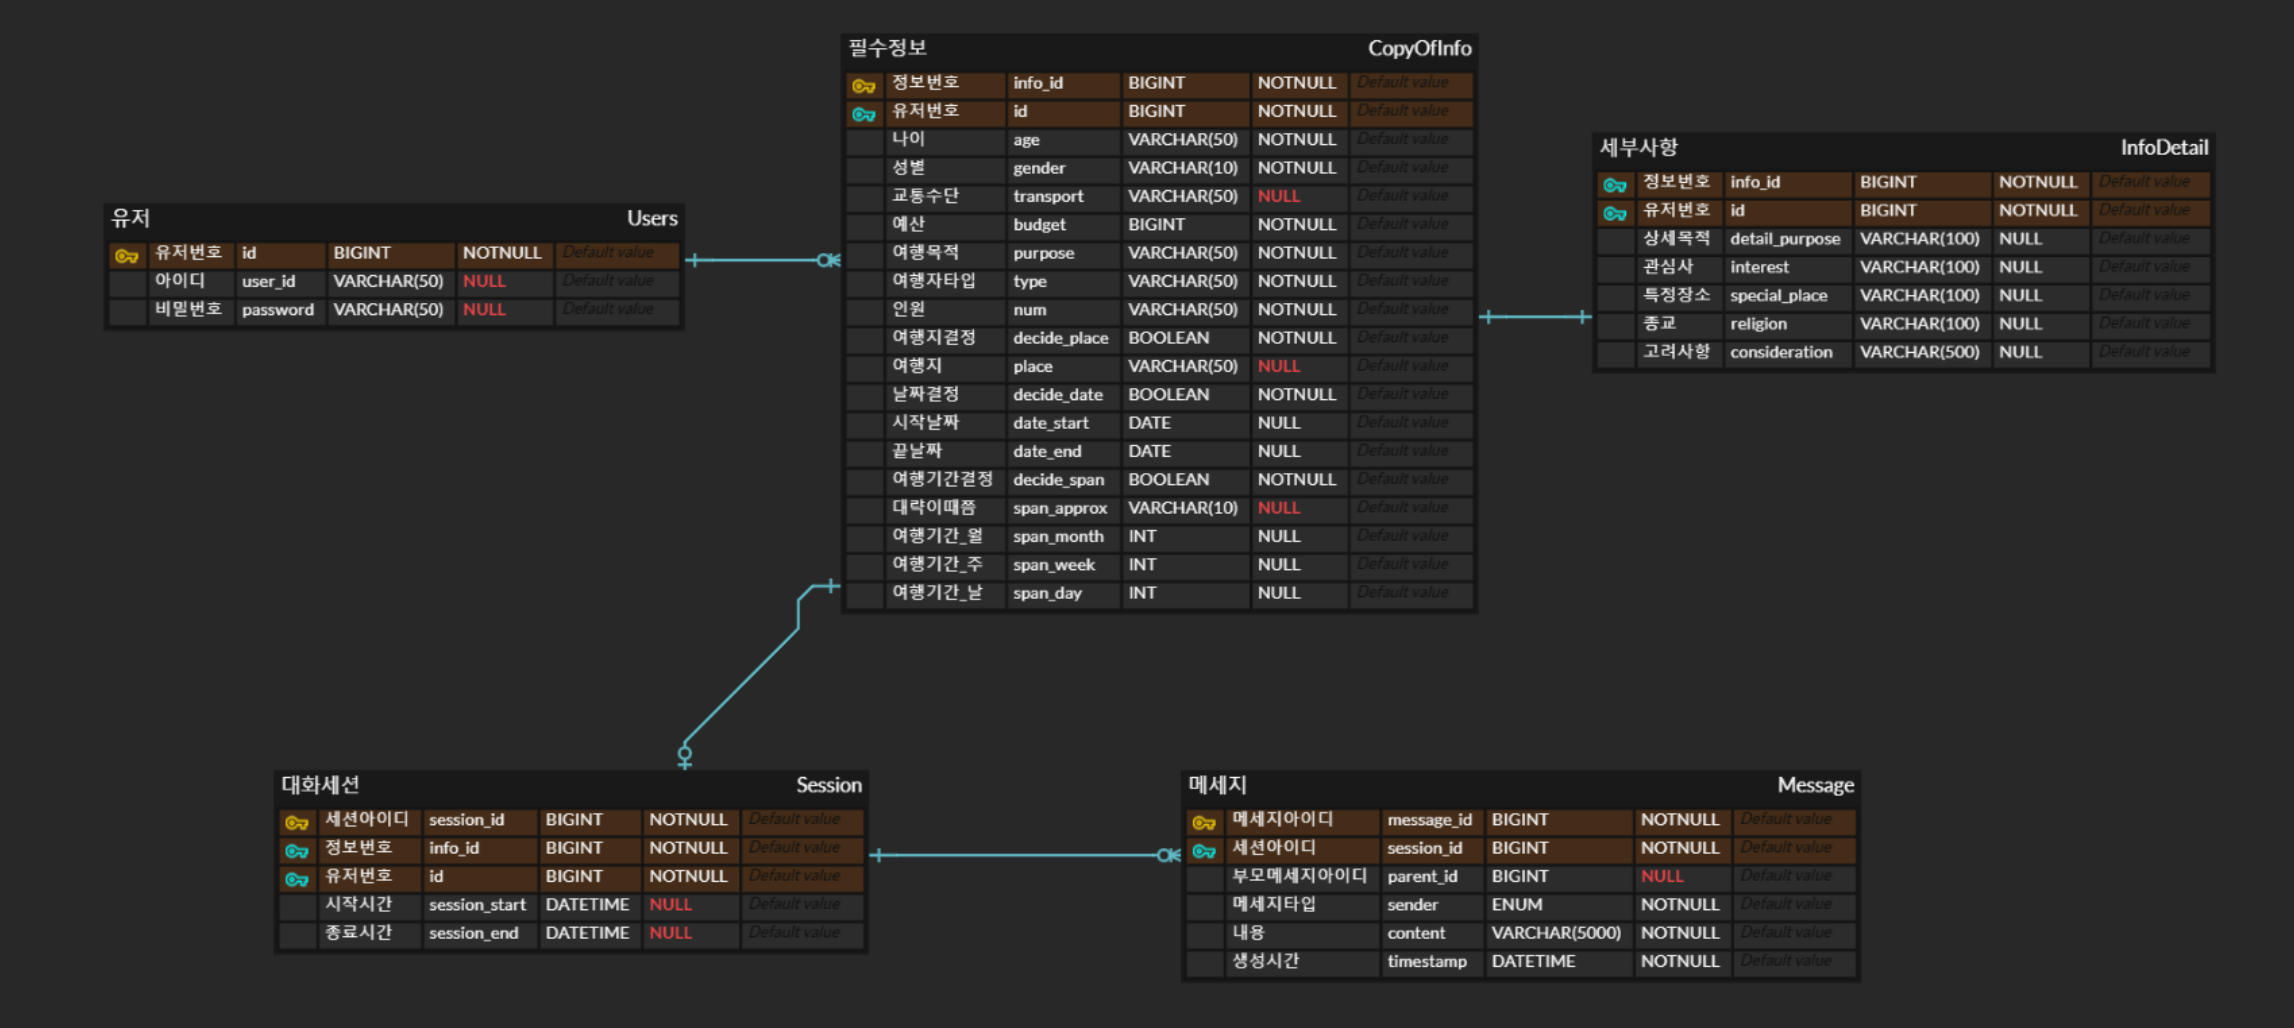 필수정보 CopyOfInfo
정보번호 info_id BIGINT NOTNULL Default value
유저번호 id BIGINT NOTNULL Default value
나이 age VARCHAR(50) NOTNULL Default value
성별 gender VARCHAR(10) NOTNULL Default value
교통수단 transport VARCHAR(50) NULL Default value
예산 budget BIGINT NOTNULL Default value
여행목적 purpose VARCHAR(50) NOTNULL Default value
여행자타입 type VARCHAR(50) NOTNULL Default value
인원 num VARCHAR(50) NOTNULL Default value
여행지결정 decide_place BOOLEAN NOTNULL Default value
여행지 place VARCHAR(50) NULL Default value
날짜결정 decide_date BOOLEAN NOTNULL Default value
시작날짜 date_start DATE NULL Default value
끝날짜 date_end DATE NULL Default value
여행기간결정 decide_span BOOLEAN NOTNULL Default value
대략이때쯤 span_approx VARCHAR(10) NULL Default value
여행기간_월 span_month INT NULL Default value
여행기간_주 span_week INT NULL Default value
여행기간_날 span_day INT NULL Default value
세부사항 InfoDetail
정보번호 info_id BIGINT NOTNULL Default value
유저번호 id BIGINT NOTNULL Default value
상세목적 detail_purpose VARCHAR(100) NULL Default value
관심사 interest VARCHAR(100) NULL Default value
특정장소 special_place VARCHAR(100) NULL Default value
종교 religion VARCHAR(100) NULL Default value
고려사항 consideration VARCHAR(500) NULL Default value
유저 Users
유저번호 id BIGINT NOTNULL Default value
아이디 user_id VARCHAR(50) NULL Default value
비밀번호 password VARCHAR(50) NULL Default value
대화세션 Session
세션아이디 session_id BIGINT NOTNULL Default value
정보번호 info_id BIGINT NOTNULL Default value
유저번호 id BIGINT NOTNULL Default value
시작시간 session_start DATETIME NULL Default value
종료시간 session_end DATETIME NULL Default value
메세지 Message
메세지아이디 message_id BIGINT NOTNULL Default value
세션아이디 session_id BIGINT NOTNULL Default value
부모메세지아이디 parent_id BIGINT NULL Default value
메세지타입 sender ENUM NOTNULL Default value
내용 content VARCHAR(5000) NOTNULL Default value
생성시간 timestamp DATETIME NOTNULL Default value